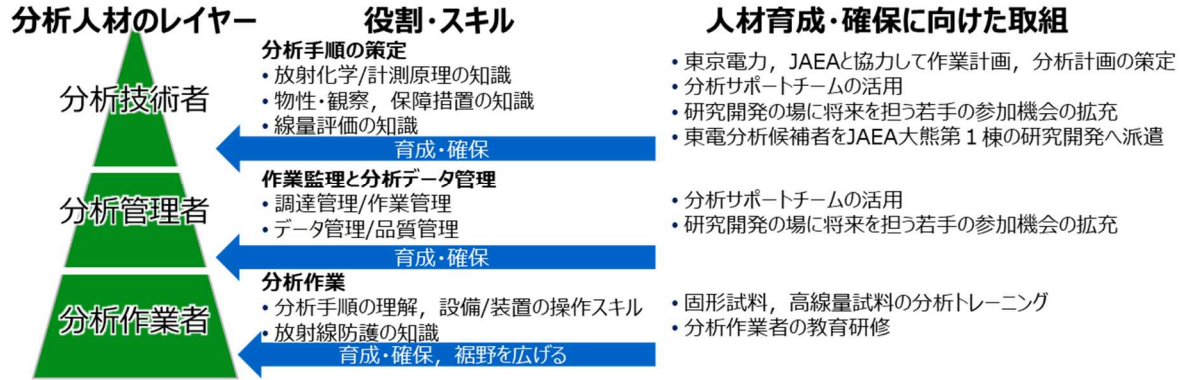 分析人材のレイヤー
役割・スキル
人材育成・確保に向けた取組
分析技術者
分析手順の策定
• 放射化学/計測原理の知識
• 物性・観察，保障措置の知識
• 線量評価の知識
• 東京電力，JAEAと協力して作業計画，分析計画の策定
• 分析サポートチームの活用
• 研究開発の場に将来を担う若手の参加機会の拡充
• 東電分析候補者をJAEA大熊第１棟の研究開発へ派遣
育成・確保
分析管理者
作業監理と分析データ管理
• 調達管理/作業管理
• データ管理/品質管理
• 分析サポートチームの活用
• 研究開発の場に将来を担う若手の参加機会の拡充
育成・確保
分析作業者
分析作業
• 分析手順の理解，設備/装置の操作スキル
• 放射線防護の知識
• 固形試料，高線量試料の分析トレーニング
• 分析作業者の教育研修
育成・確保，裾野を広げる